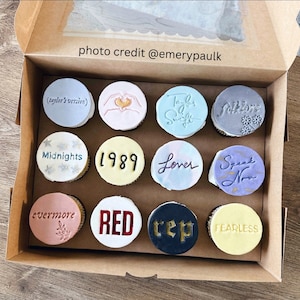 photo credit @emerypaulk
(taylor's version)
Taylor
Swift
folklore
Midnights
1989
Lover
Speak
Now
evermore
RED
rep
FEARLESS